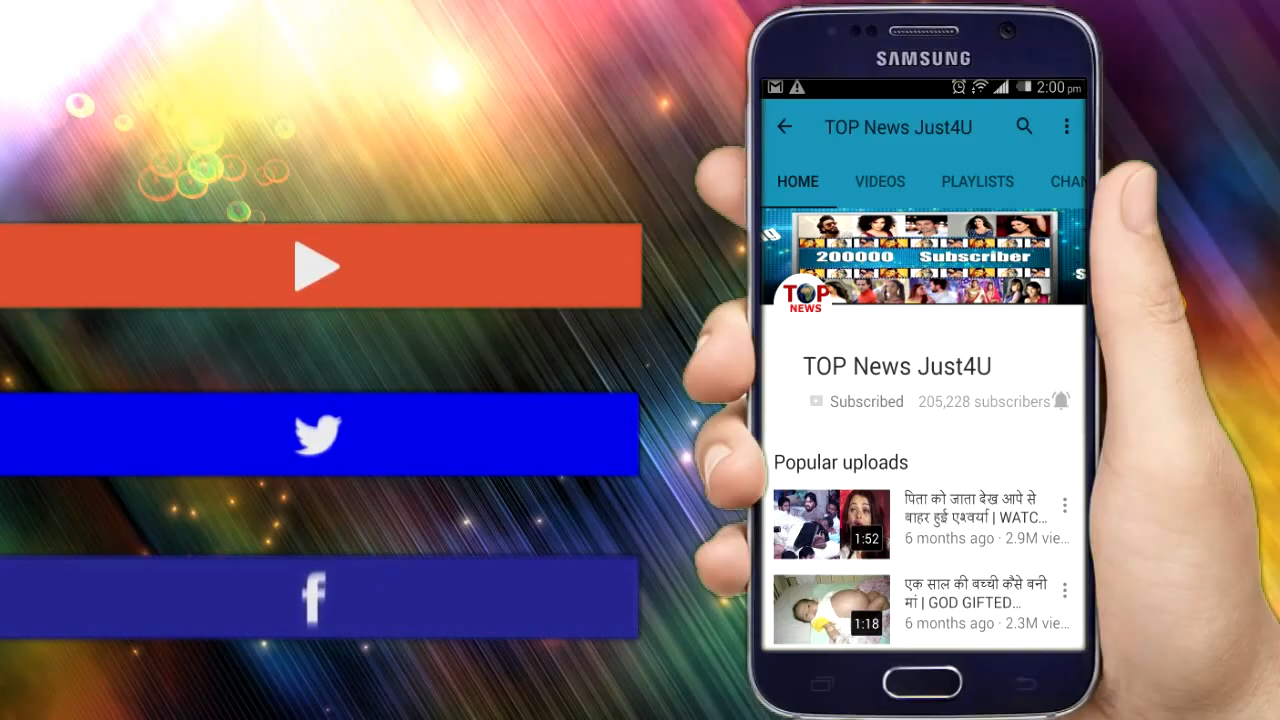 SAMSUNG
2:00 pm
TOP News Just4U
HOME VIDEOS PLAYLISTS CHAN
200000 Subscriber
TOP
NEWS
TOP News Just4U
Subscribed 205,228 subscribers
Popular uploads
पिता को जाता देख आपे से
बाहर हुई एश्वर्या | WATC...
6 months ago · 2.9M vie...
1:52
एक साल की बच्ची कैसे बनी
मां | GOD GIFTED...
6 months ago · 2.3M vie...
1:18